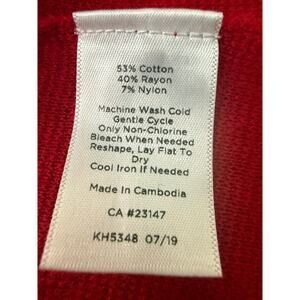 53% Cotton
40% Rayon
7% Nylon
Machine Wash Cold
Gentle Cycle
Only Non-Chlorine
Bleach When Needed
Reshape, Lay Flat To
Dry
Cool Iron If Needed
Made In Cambodia
CA #23147
KH5348 07/19